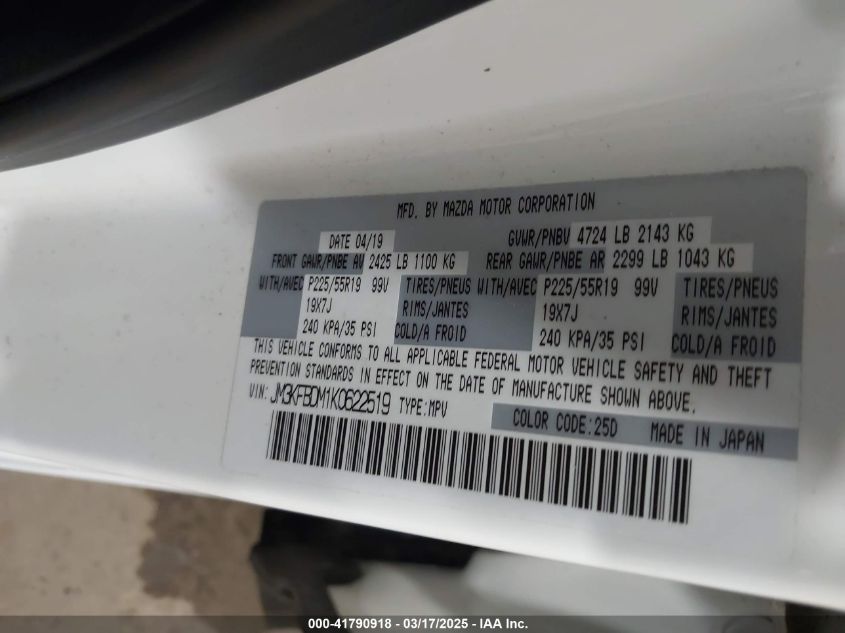 MFD. BY MAZDA MOTOR CORPORATION
DATE 04/19 GVWR/PNBV 4724 LB 2143 KG
FRONT GAWR/PNBE AV 2425 LB 1100 KG REAR GAWR/PNBE AR 2299 LB 1043 KG
WITH/AVEC P225/55R19 99V TIRES/PNEUS WITH/AVEC P225/55R19 99V TIRES/PNEUS
19X7J RIMS/JANTES 19X7J RIMS/JANTES
240 KPA/35 PSI COLD/A FROID 240 KPA/35 PSI COLD/A FROID
THIS VEHICLE CONFORMS TO ALL APPLICABLE FEDERAL MOTOR VEHICLE SAFETY AND THEFT
PREVENTION STANDARDS IN EFFECT ON THE DATE OF MANUFACTURE SHOWN ABOVE.
VIN: JM3KFBDM1K0622519 TYPE:MPV
COLOR CODE:25D MADE IN JAPAN
000-41790918 - 03/17/2025 - IAA Inc.